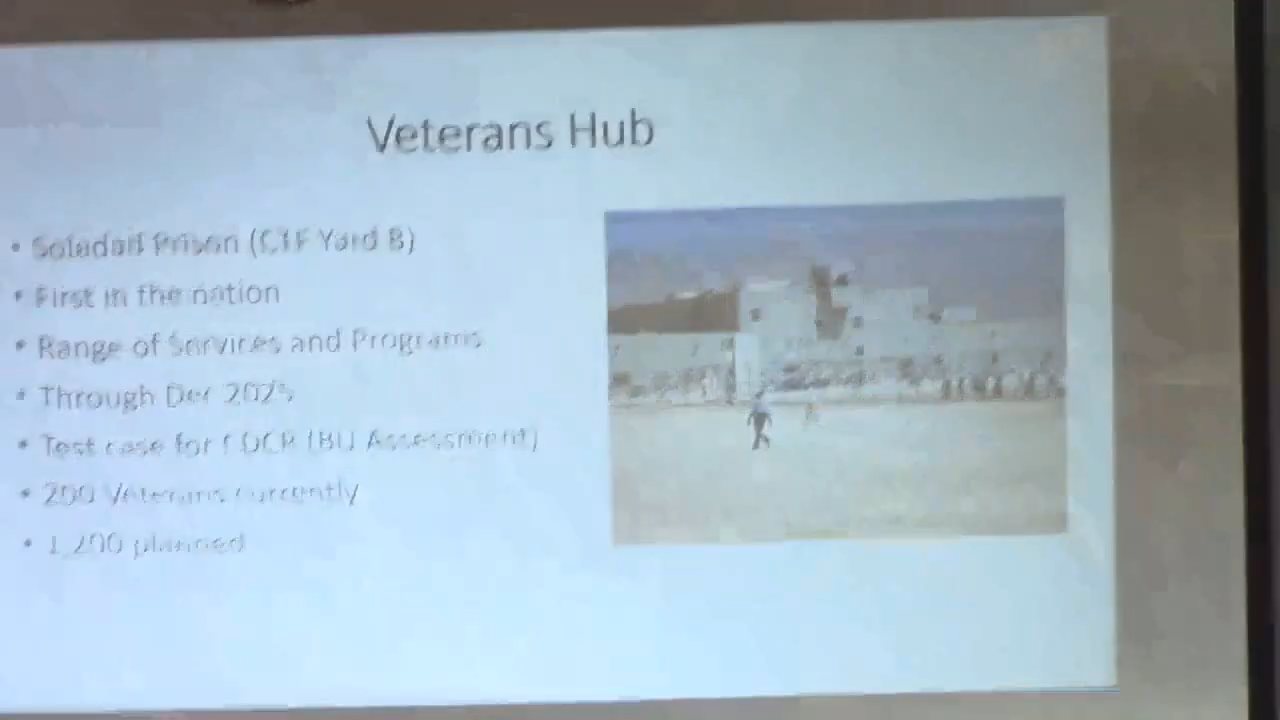 Veterans Hub
• Soledad Prison (CTF Yard B)
• First in the nation
• Range of Services and Programs
• Through Dec 2025
• Test case for CDCR (BU Assessment)
• 200 Veterans currently
• 1,200 planned